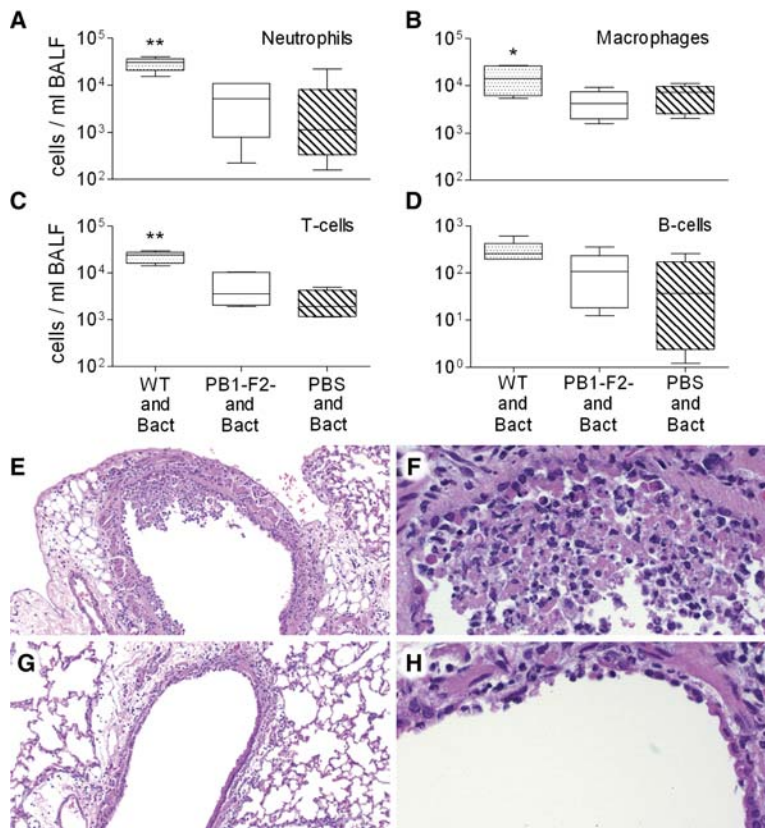 A
B
cells / ml BALF
10⁵
10⁴
10³
10²
**
Neutrophils
10⁵
10⁴
10³
10²
*
Macrophages
C
D
cells / ml BALF
10⁵
10⁴
10³
10²
**
T-cells
10³
10²
10¹
10⁰
B-cells
WT and Bact
PB1-F2- and Bact
PBS and Bact
WT and Bact
PB1-F2- and Bact
PBS and Bact
E
F
G
H